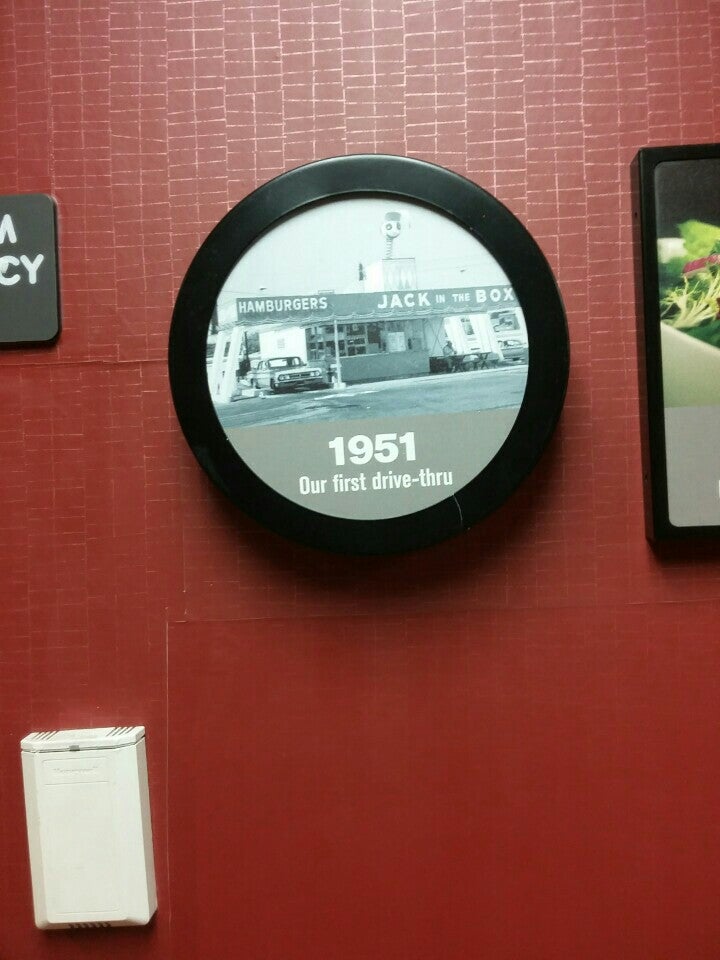 M
CY
HAMBURGERS JACK IN THE BOX
1951
Our first drive-thru